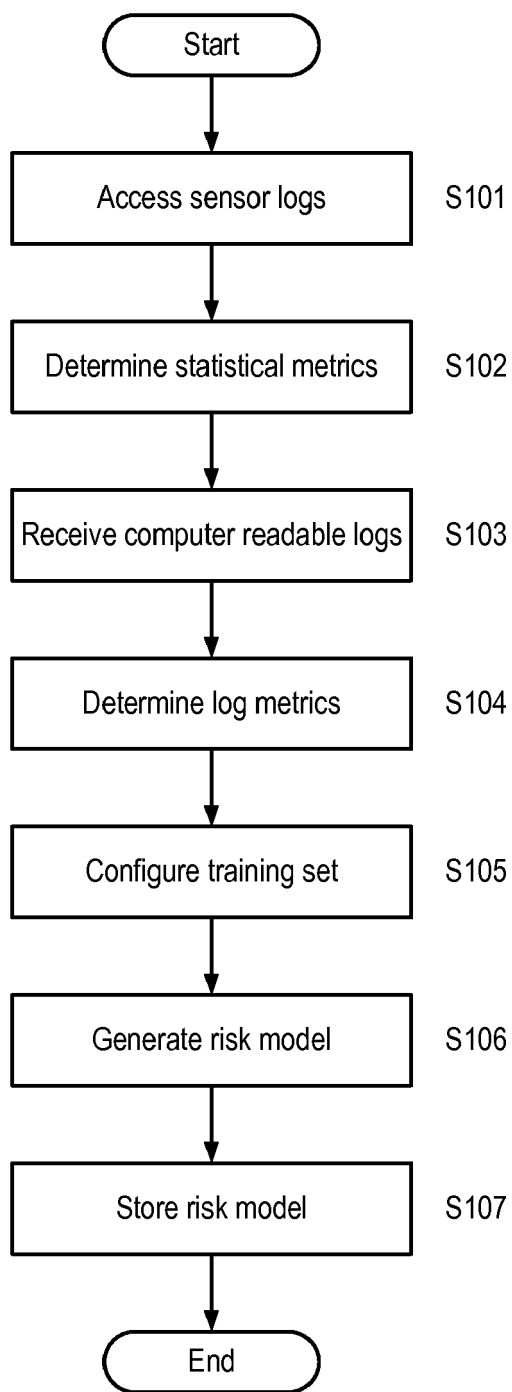 Start
Access sensor logs S101
Determine statistical metrics S102
Receive computer readable logs S103
Determine log metrics S104
Configure training set S105
Generate risk model S106
Store risk model S107
End